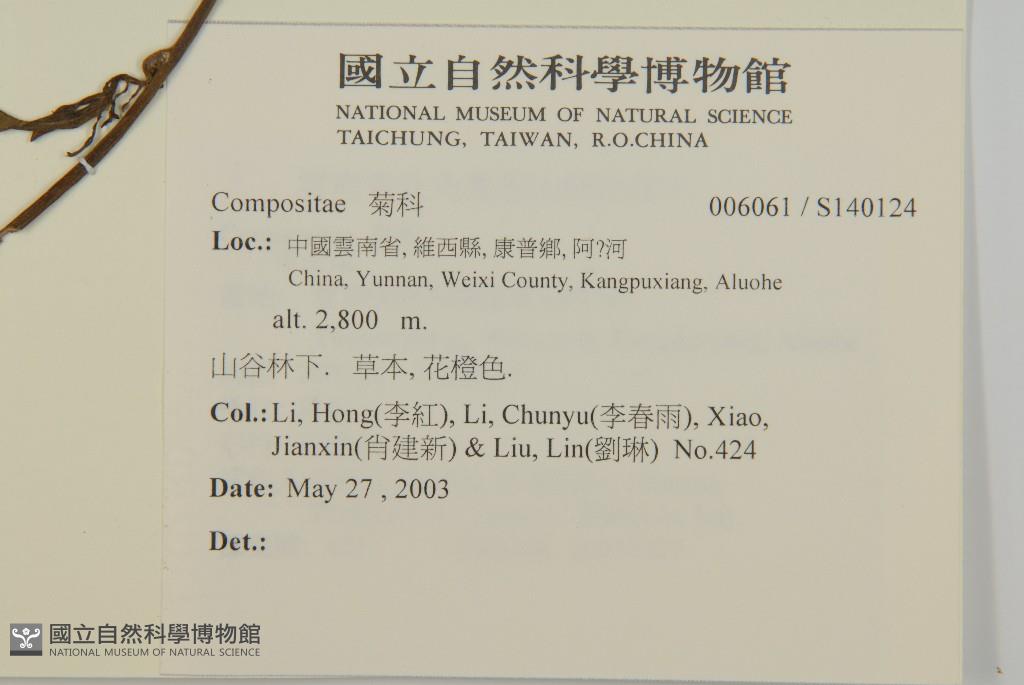 國立自然科學博物館
NATIONAL MUSEUM OF NATURAL SCIENCE
TAICHUNG, TAIWAN, R.O.CHINA
Compositae 菊科 006061 / S140124
Loc.: 中國雲南省, 維西縣, 康普鄉, 阿?河
China, Yunnan, Weixi County, Kangpuxiang, Aluohe
alt. 2,800 m.
山谷林下. 草本, 花橙色.
Col.: Li, Hong(李紅), Li, Chunyu(李春雨), Xiao,
Jianxin(肖建新) & Liu, Lin(劉琳) No.424
Date: May 27 , 2003
Det.:
國立自然科學博物館
NATIONAL MUSEUM OF NATURAL SCIENCE